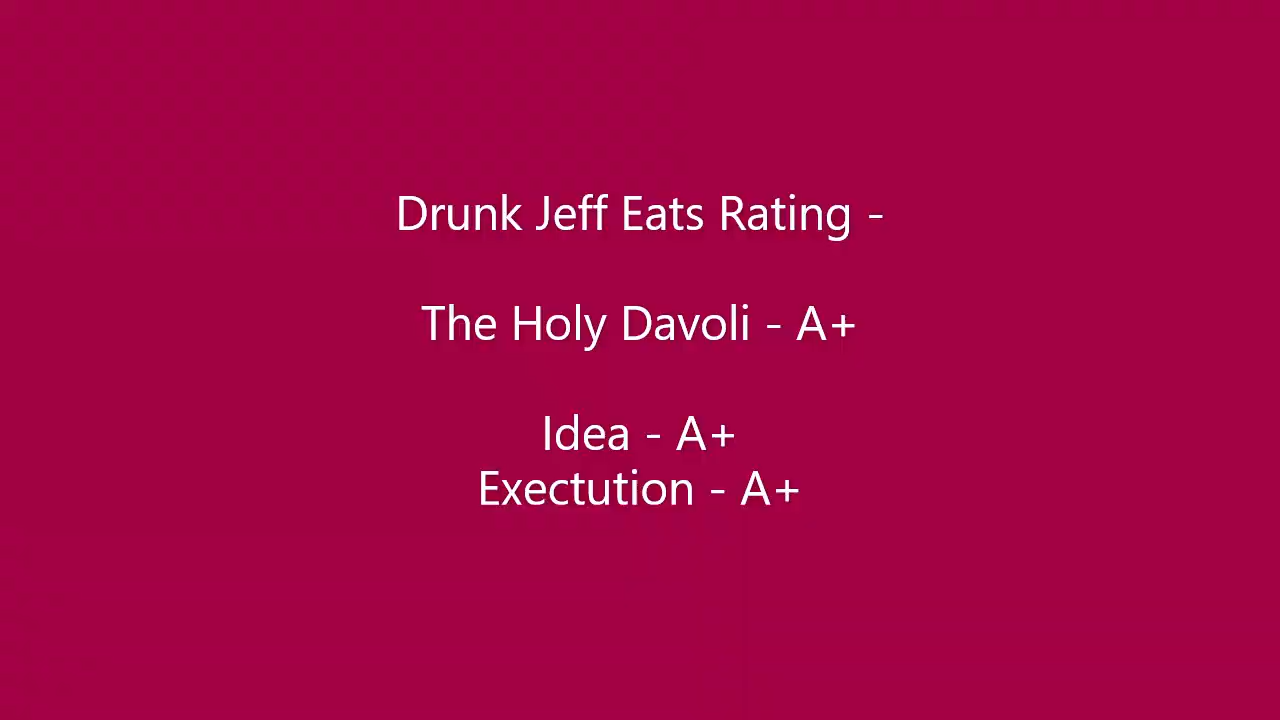 Drunk Jeff Eats Rating -
The Holy Davoli - A+
Idea - A+
Exectution - A+